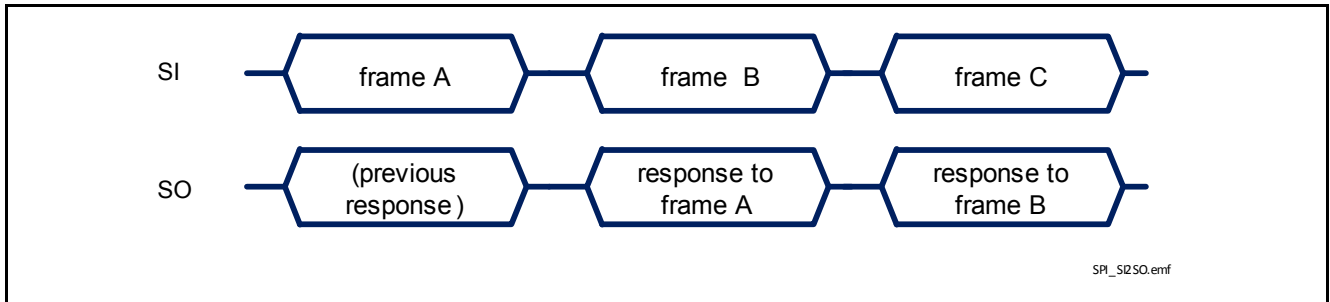 SI
frame A
frame B
frame C
SO
(previous
response)
response to
frame A
response to
frame B
SPI_SI2SO.emf